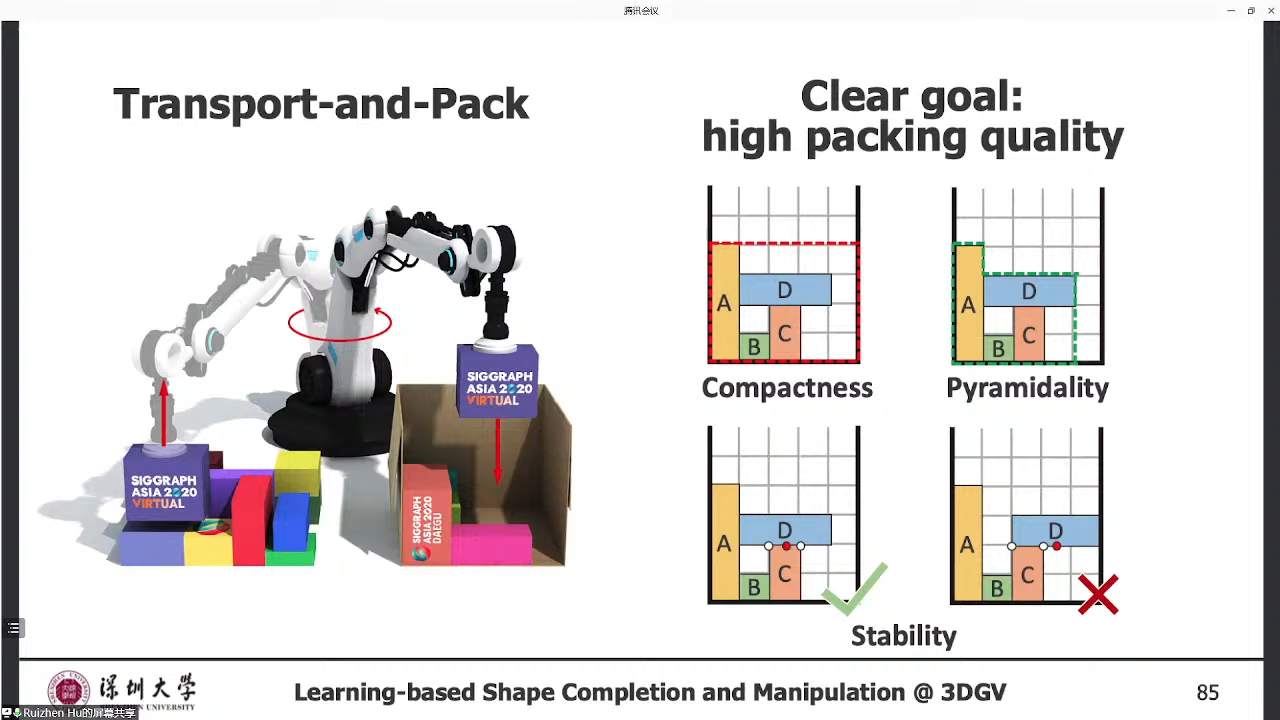 腾讯会议
Transport-and-Pack
Clear goal:
high packing quality
SIGGRAPH
ASIA 2020
VIRTUAL
SIGGRAPH
ASIA 2020
VIRTUAL
SIGGRAPH
ASIA 2020
DAEGU
A
B
C
D
Compactness
A
B
C
D
Pyramidality
A
B
C
D
A
B
C
D
Stability
深圳大学
Learning-based Shape Completion and Manipulation @ 3DGV
85
Ruizhen Hu的屏幕共享